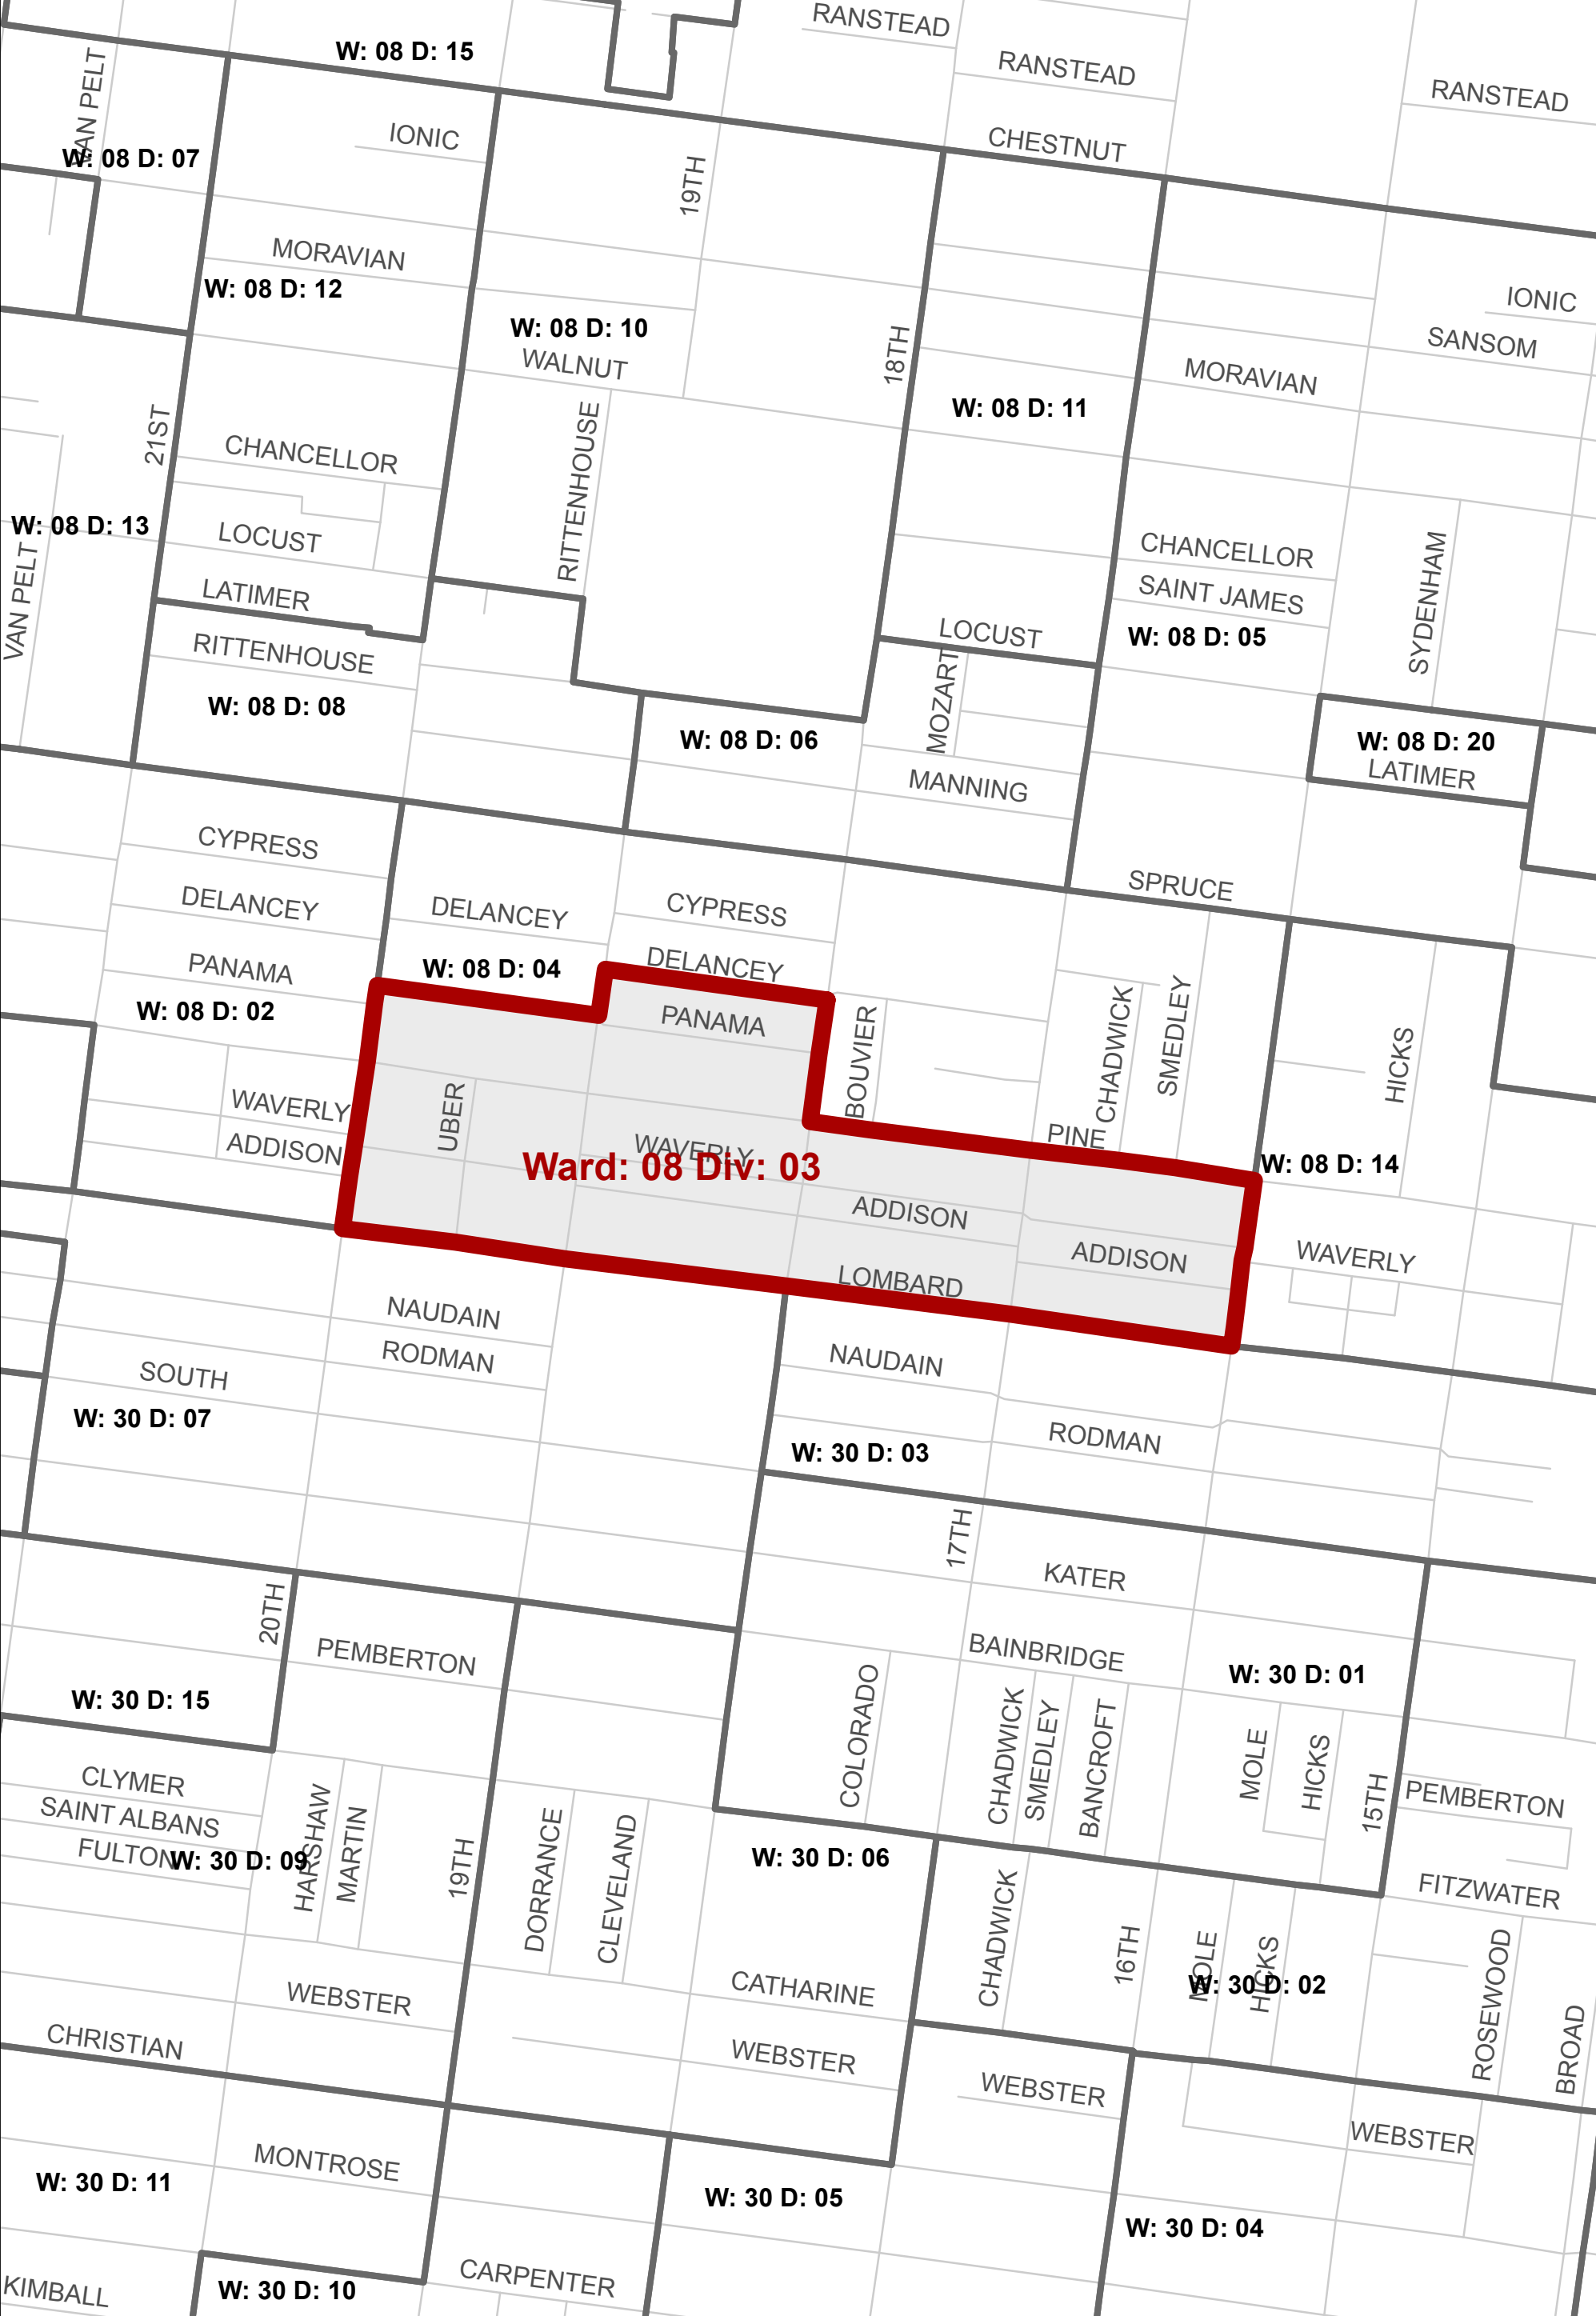 RANSTEAD
W: 08 D: 15
RANSTEAD
RANSTEAD
VAN PELT
IONIC
CHESTNUT
W: 08 D: 07
19TH
MORAVIAN
W: 08 D: 12
IONIC
W: 08 D: 10
SANSOM
WALNUT
18TH
MORAVIAN
W: 08 D: 11
21ST
CHANCELLOR
RITTENHOUSE
W: 08 D: 13
LOCUST
CHANCELLOR
SYDENHAM
VAN PELT
LATIMER
SAINT JAMES
LOCUST
W: 08 D: 05
RITTENHOUSE
MOZART
W: 08 D: 08
W: 08 D: 06
W: 08 D: 20
LATIMER
MANNING
CYPRESS
SPRUCE
DELANCEY
DELANCEY
CYPRESS
PANAMA
W: 08 D: 04
DELANCEY
W: 08 D: 02
PANAMA
BOUVIER
CHADWICK
SMEDLEY
HICKS
WAVERLY
UBER
ADDISON
WAVERLY
PINE
Ward: 08 Div: 03
W: 08 D: 14
ADDISON
ADDISON
WAVERLY
LOMBARD
NAUDAIN
RODMAN
NAUDAIN
SOUTH
W: 30 D: 07
RODMAN
W: 30 D: 03
17TH
KATER
20TH
PEMBERTON
BAINBRIDGE
W: 30 D: 01
W: 30 D: 15
COLORADO
CHADWICK
SMEDLEY
BANCROFT
MOLE
HICKS
15TH
CLYMER
PEMBERTON
SAINT ALBANS
FULTON
W: 30 D: 09
HARSHAW
MARTIN
19TH
DORRANCE
CLEVELAND
W: 30 D: 06
FITZWATER
CHADWICK
16TH
MOLE
HICKS
W: 30 D: 02
ROSEWOOD
BROAD
WEBSTER
CATHARINE
CHRISTIAN
WEBSTER
WEBSTER
WEBSTER
MONTROSE
W: 30 D: 11
W: 30 D: 05
W: 30 D: 04
CARPENTER
KIMBALL
W: 30 D: 10